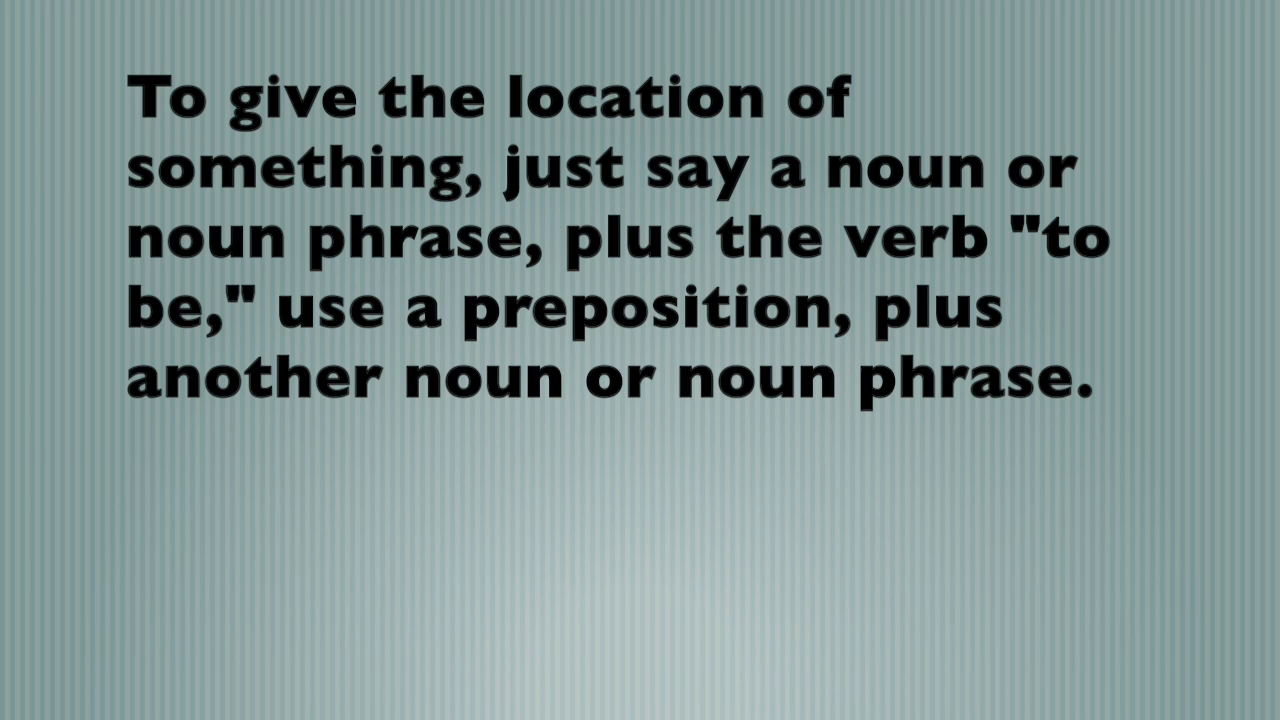 To give the location of
something, just say a noun or
noun phrase, plus the verb "to
be," use a preposition, plus
another noun or noun phrase.